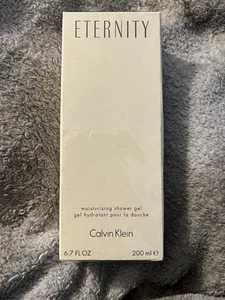 ETERNITY
moisturizing shower gel
gel hydratant pour la douche
Calvin Klein
6.7 FL OZ 200 ml e